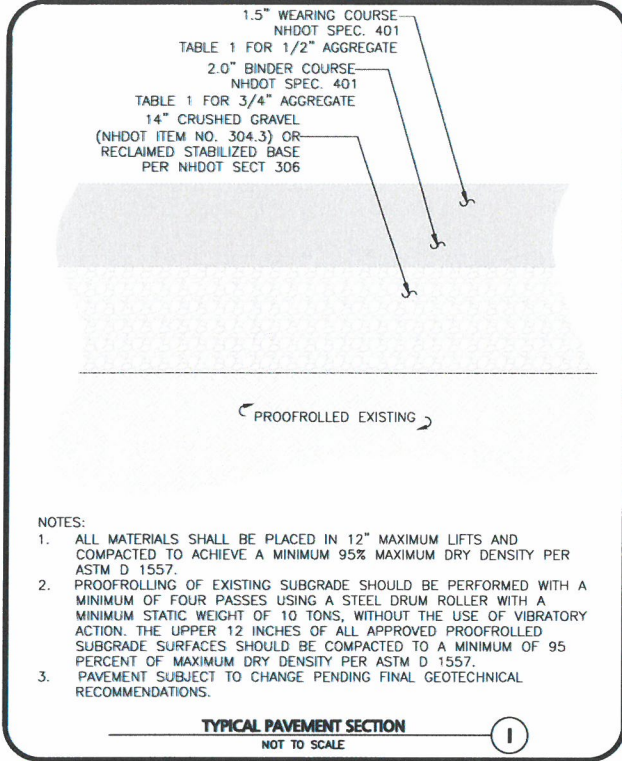 1.5" WEARING COURSE
NHDOT SPEC. 401
TABLE 1 FOR 1/2" AGGREGATE
2.0" BINDER COURSE
NHDOT SPEC. 401
TABLE 1 FOR 3/4" AGGREGATE
14" CRUSHED GRAVEL
(NHDOT ITEM NO. 304.3) OR
RECLAIMED STABILIZED BASE
PER NHDOT SECT 306
PROOFROLLED EXISTING
NOTES:
1. ALL MATERIALS SHALL BE PLACED IN 12" MAXIMUM LIFTS AND
COMPACTED TO ACHIEVE A MINIMUM 95% MAXIMUM DRY DENSITY PER
ASTM D 1557.
2. PROOFROLLING OF EXISTING SUBGRADE SHOULD BE PERFORMED WITH A
MINIMUM OF FOUR PASSES USING A STEEL DRUM ROLLER WITH A
MINIMUM STATIC WEIGHT OF 10 TONS, WITHOUT THE USE OF VIBRATORY
ACTION. THE UPPER 12 INCHES OF ALL APPROVED PROOFROLLED
SUBGRADE SURFACES SHOULD BE COMPACTED TO A MINIMUM OF 95
PERCENT OF MAXIMUM DRY DENSITY PER ASTM D 1557.
3. PAVEMENT SUBJECT TO CHANGE PENDING FINAL GEOTECHNICAL
RECOMMENDATIONS.
TYPICAL PAVEMENT SECTION
NOT TO SCALE
1